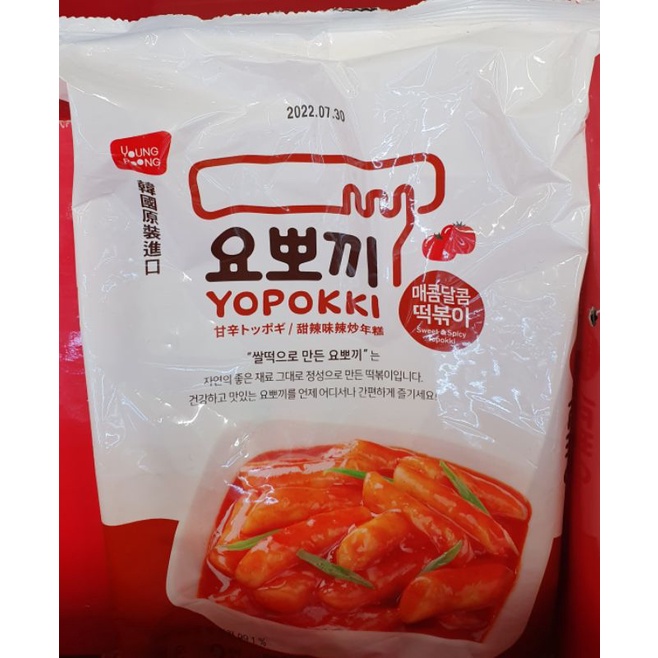 2022.07.30
YOUNG
POONG
韓國原裝進口
요뽀끼
YOPOKKI
매콤달콤
떡볶이
Sweet & Spicy
Topokki
甘辛トッポギ / 甜辣味辣炒年糕
“쌀떡으로 만든 요뽀끼” 는
자연의 좋은 재료 그대로 정성으로 만든 떡볶이입니다.
건강하고 맛있는 요뽀끼를 언제 어디서나 간편하게 즐기세요!
99.1%